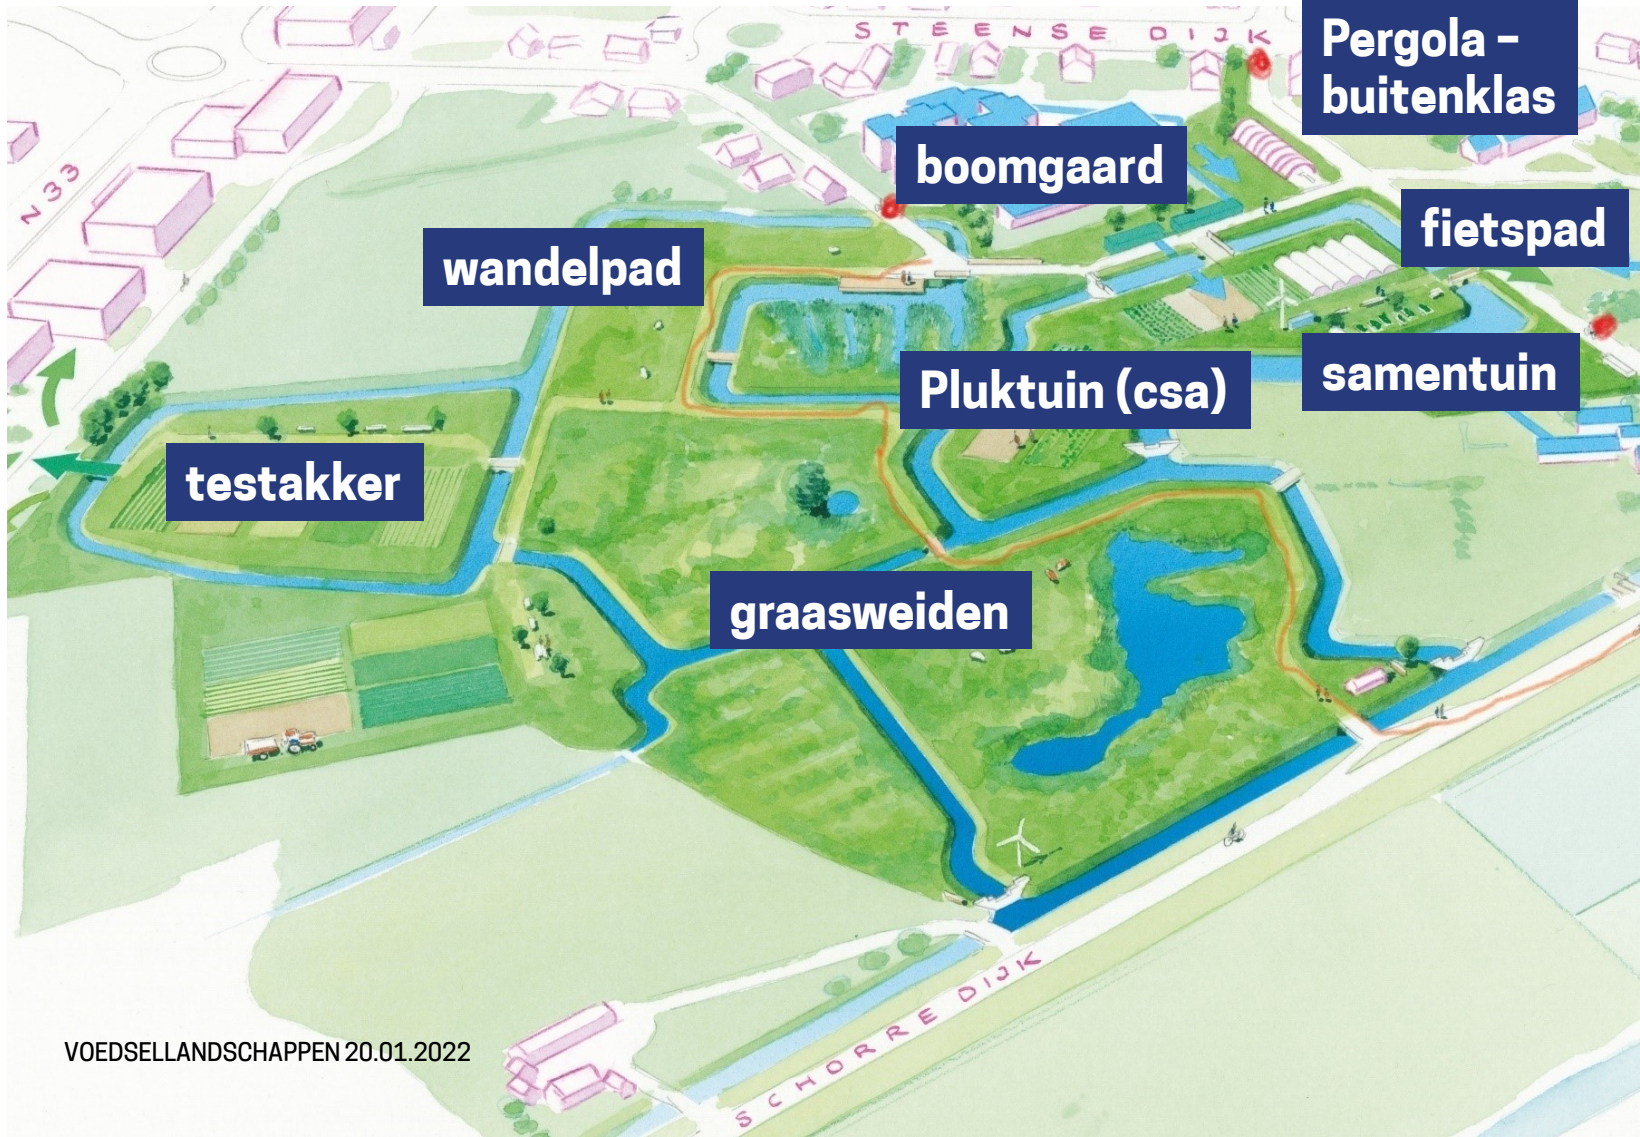 STEENSE DIJK
Pergola –
buitenklas
boomgaard
N33
fietspad
wandelpad
samentuin
Pluktuin (csa)
testakker
graasweiden
SCHORRE DIJK
VOEDSELLANDSCHAPPEN 20.01.2022